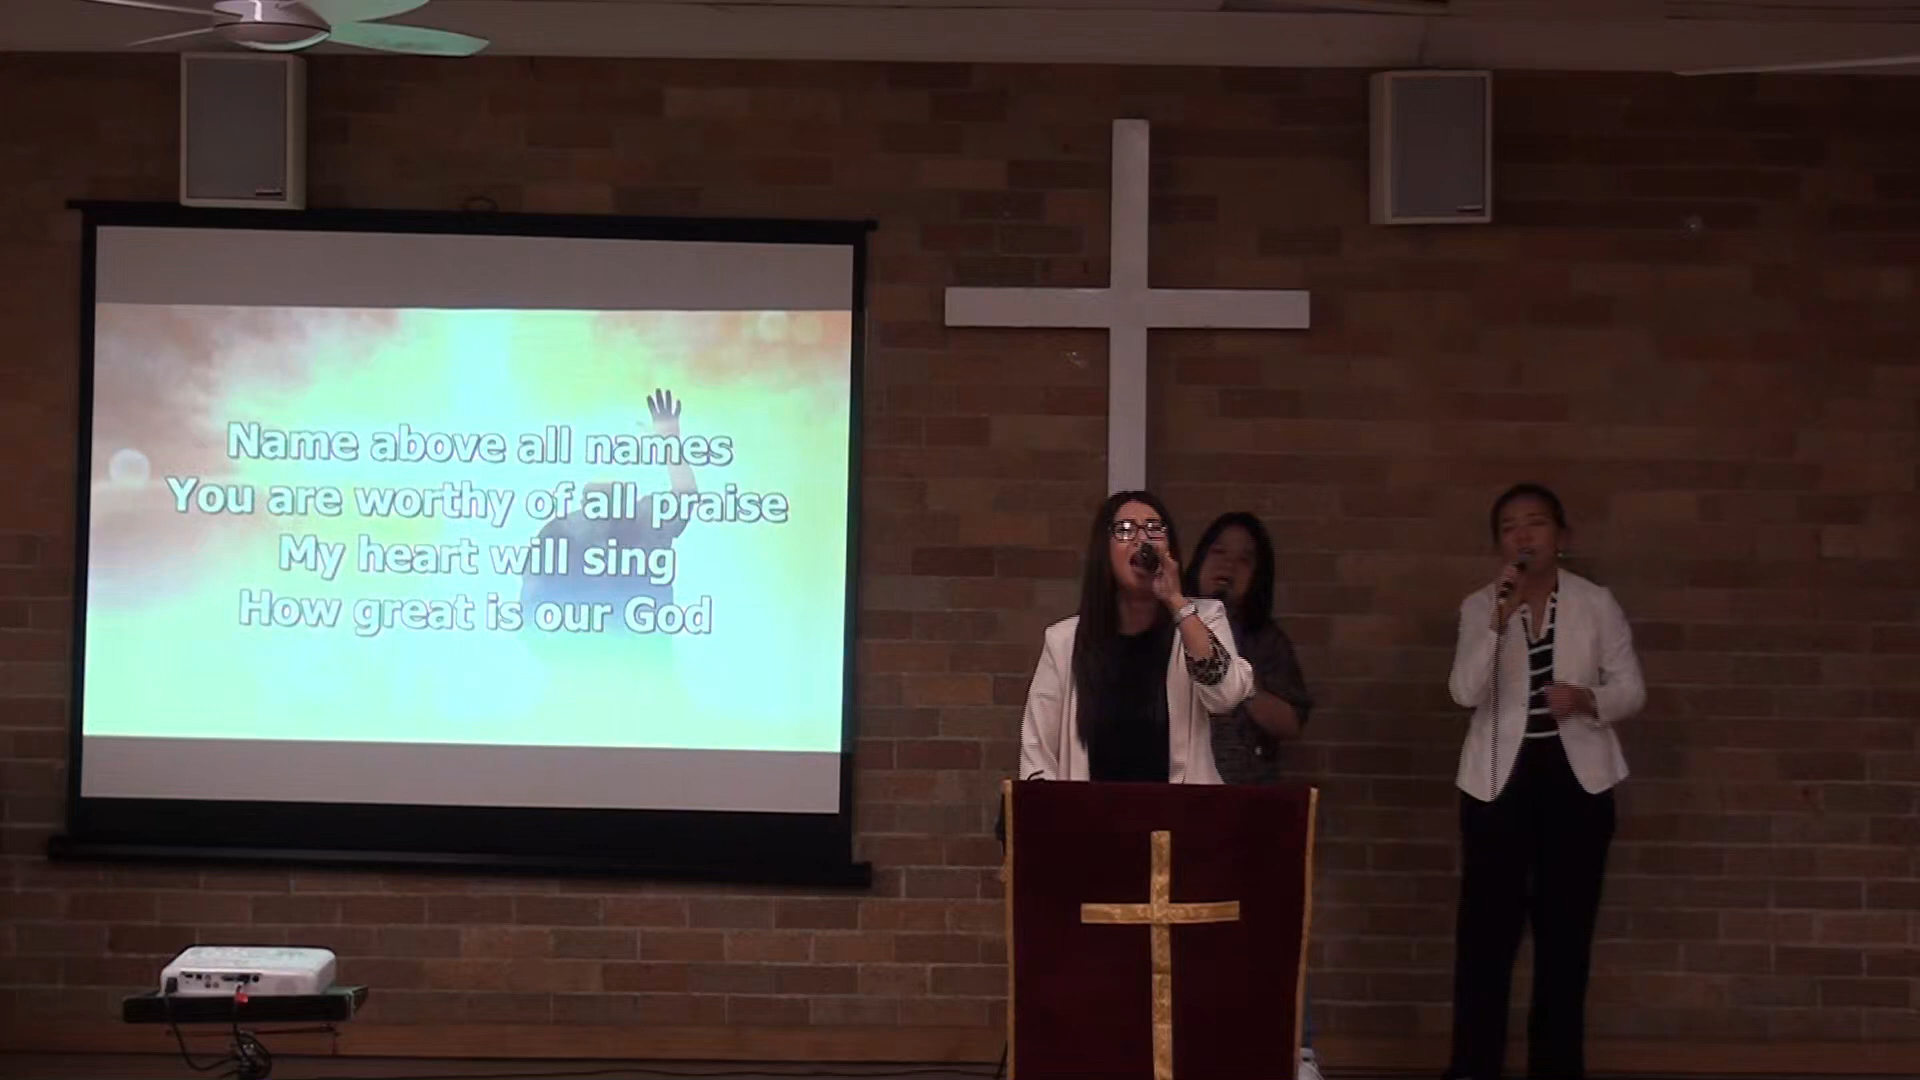 Name above all names
You are worthy of all praise
My heart will sing
How great is our God